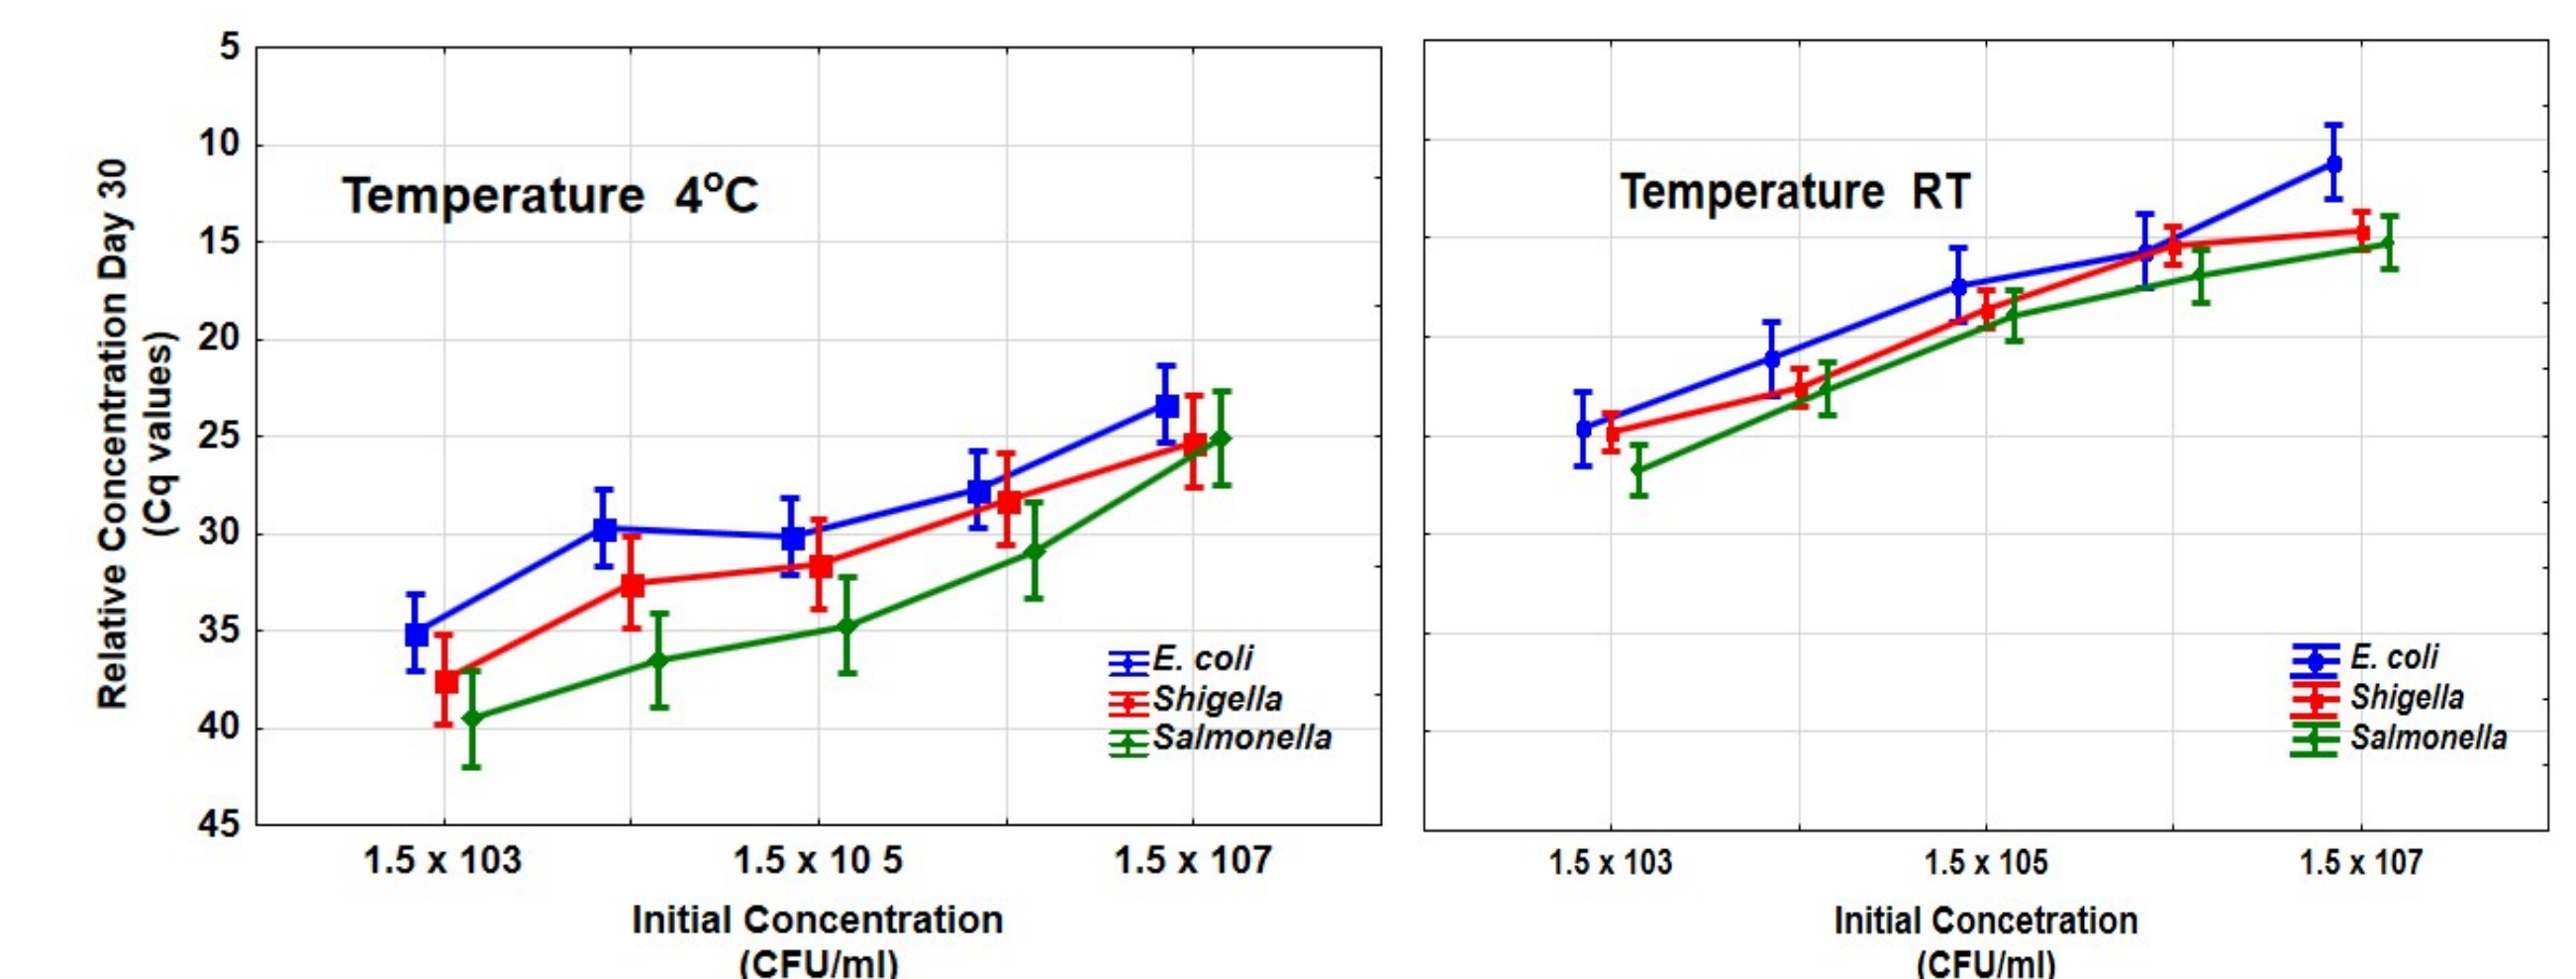 Relative Concentration Day 30
(Cq values)
5
10
15
20
25
30
35
40
45
Temperature 4°C
E. coli
Shigella
Salmonella
1.5 x 103
1.5 x 10 5
1.5 x 107
Initial Concentration
(CFU/ml)
Temperature RT
E. coli
Shigella
Salmonella
1.5 x 103
1.5 x 105
1.5 x 107
Initial Concetration
(CFU/ml)